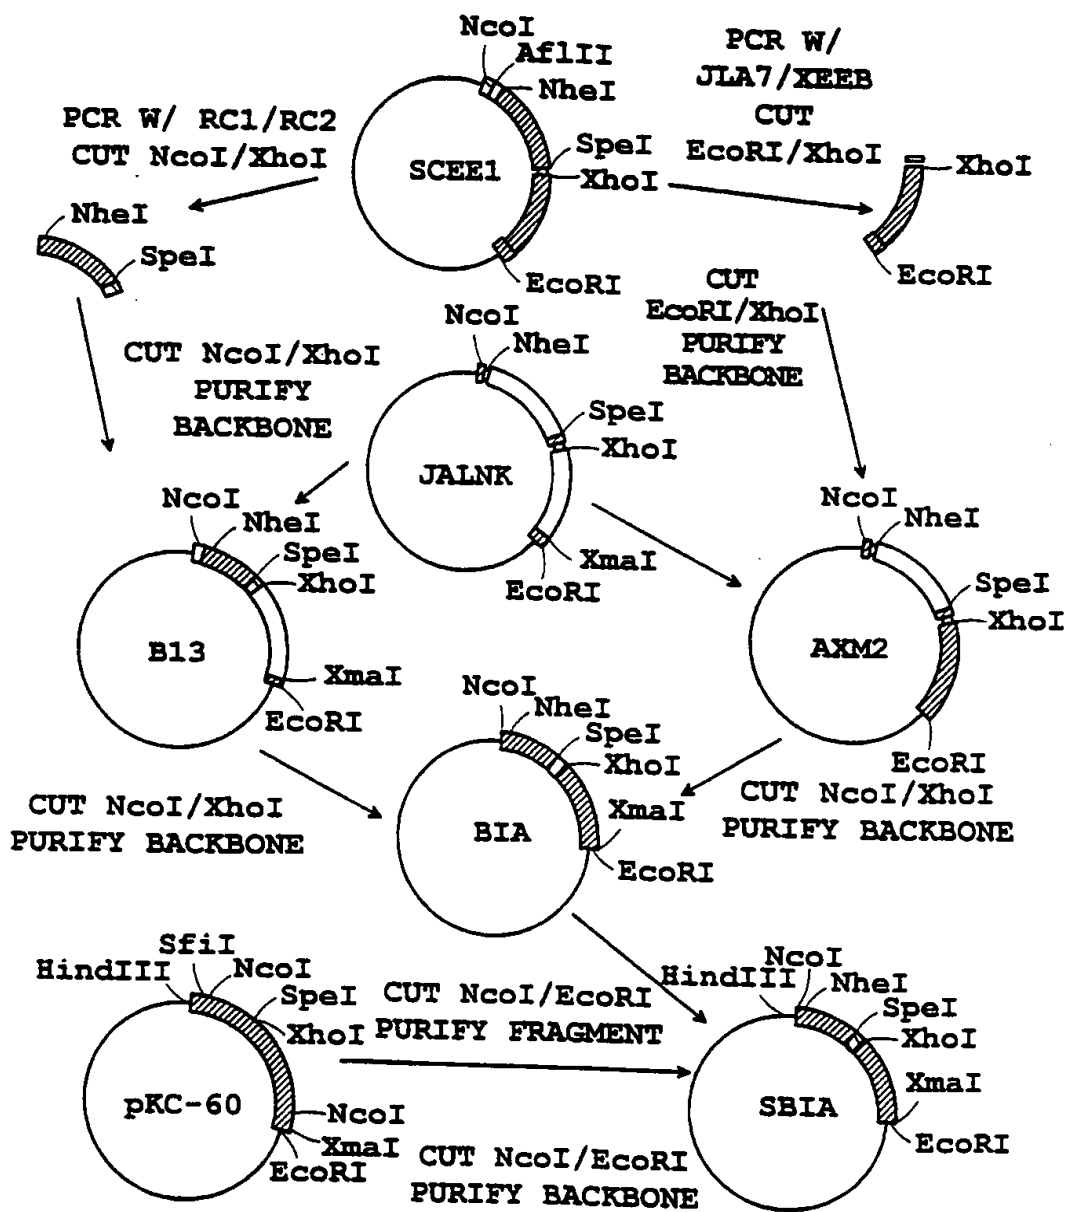 NcoI
AflII
NheI
PCR W/
JLA7/XEEB
CUT
EcoRI/XhoI
PCR W/ RC1/RC2
CUT NcoI/XhoI
SCEE1
SpeI
XhoI
EcoRI
XhoI
EcoRI
NheI
SpeI
CUT
EcoRI/XhoI
PURIFY
BACKBONE
CUT NcoI/XhoI
PURIFY
BACKBONE
NcoI
NheI
SpeI
XhoI
JALNK
XmaI
EcoRI
NcoI
NheI
SpeI
XhoI
B13
XmaI
EcoRI
NcoI
NheI
SpeI
XhoI
AXM2
EcoRI
CUT NcoI/XhoI
PURIFY BACKBONE
NcoI
NheI
SpeI
XhoI
BIA
XmaI
EcoRI
CUT NcoI/XhoI
PURIFY BACKBONE
HindIII
SfiI
NcoI
SpeI
XhoI
pKC-60
NcoI
XmaI
EcoRI
CUT NcoI/EcoRI
PURIFY FRAGMENT
CUT NcoI/EcoRI
PURIFY BACKBONE
HindIII
NcoI
NheI
SpeI
XhoI
SBIA
XmaI
EcoRI